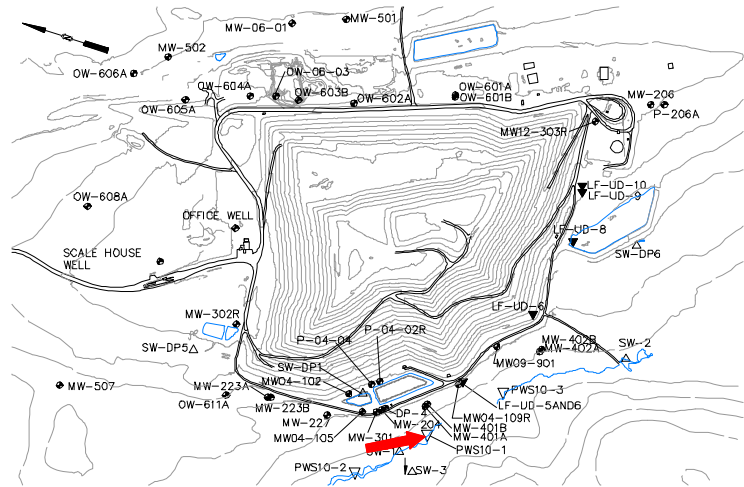 MW-06-01
MW-501
MW-502
OW-606A
OW-604A
OW-06-03
OW-603B
OW-602A
OW-601A
OW-601B
OW-605A
MW-206
P-206A
MW12-303R
OW-608A
LF-UD-10
LF-UD-9
OFFICE WELL
LF-UD-8
SW-DP6
SCALE HOUSE
WELL
LF-UD-6
MW-302R
P-04-02R
P-04-04
SW-DP5
SW-DP1
MW04-102
MW-402B
MW-402A
SW-2
MW09-901
MW-507
MW-223A
OW-611A
MW-223B
MW-227
MW04-105
MW-301
DP-4
MW-204
PWS10-3
LF-UD-5AND6
MW04-109R
MW-401B
MW-401A
PWS10-1
PWS10-2
SW-3